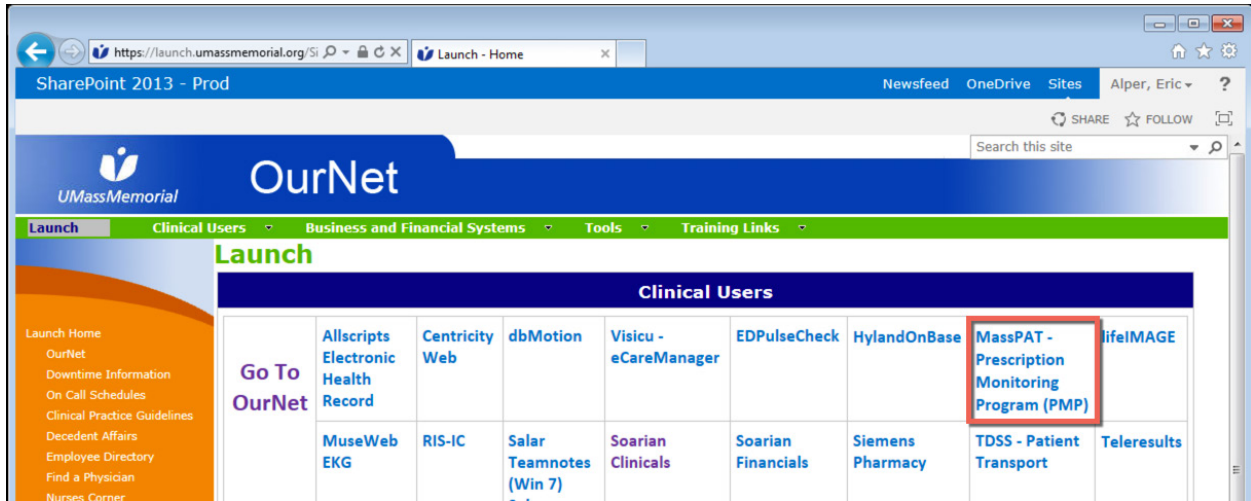 https://launch.umassmemorial.org/Si
Launch - Home
SharePoint 2013 - Prod
Newsfeed OneDrive Sites Alper, Eric ?
SHARE FOLLOW
Search this site
UMassMemorial
OurNet
Launch Clinical Users Business and Financial Systems Tools Training Links
Launch
Clinical Users
Launch Home
OurNet
Downtime Information
On Call Schedules
Clinical Practice Guidelines
Decedent Affairs
Employee Directory
Find a Physician
Nurses Corner
Go To
OurNet
Allscripts
Electronic
Health
Record
Centricity
Web
dbMotion
Visicu -
eCareManager
EDPulseCheck
HylandOnBase
MassPAT -
Prescription
Monitoring
Program (PMP)
lifeIMAGE
MuseWeb
EKG
RIS-IC
Salar
Teamnotes
(Win 7)
Soarian
Clinicals
Soarian
Financials
Siemens
Pharmacy
TDSS - Patient
Transport
Teleresults